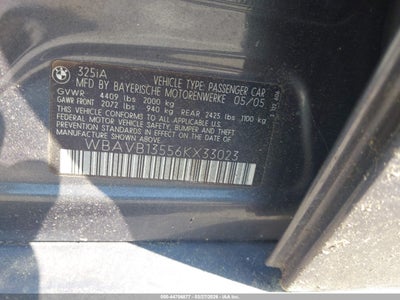 325iA
VEHICLE TYPE: PASSENGER CAR
MFD BY BAYERISCHE MOTORENWERKE 05/05
GVWR 4409 lbs 2000 kg
GAWR FRONT 2072 lbs 940 kg REAR 2425 lbs 1100 kg
THIS VEHICLE CONFORMS TO ALL APPLICABLE
FEDERAL MOTOR VEHICLE SAFETY, BUMPER, AND
THEFT PREVENTION STANDARDS IN EFFECT ON THE
DATE OF MANUFACTURE SHOWN ABOVE.
WBAVB13556KX33023